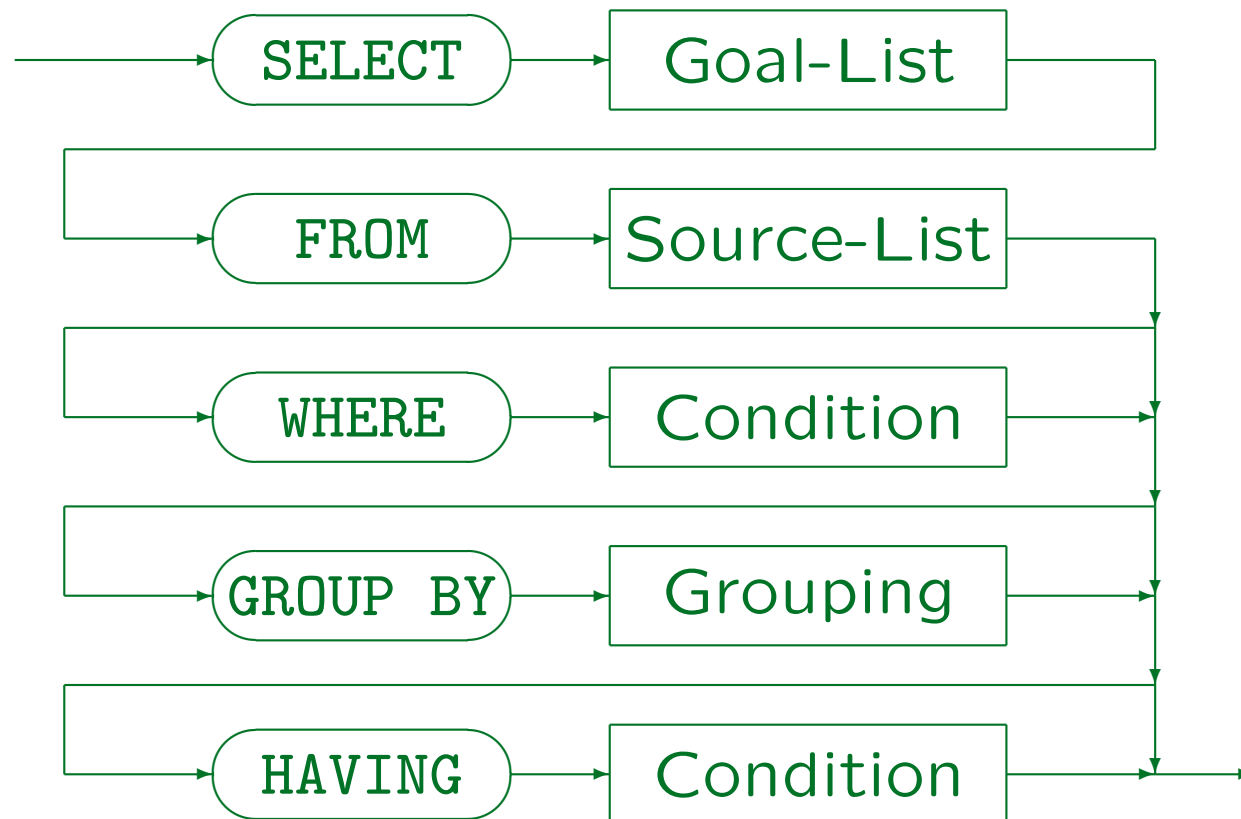 SELECT Goal-List
FROM Source-List
WHERE Condition
GROUP BY Grouping
HAVING Condition